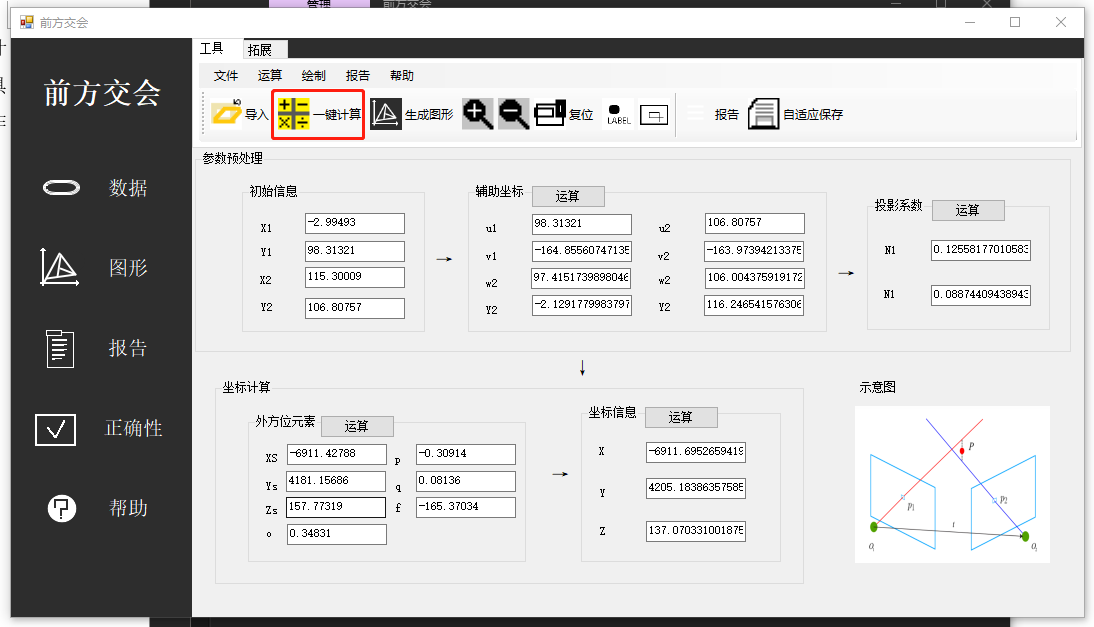 管理
前方交会
前方交会
工具 拓展
文件 运算 绘制 报告 帮助
导入 一键计算 生成图形 复位 LABEL 报告 自适应保存
前方交会
数据
图形
报告
正确性
帮助
参数预处理
初始信息
X1 -2.99493
Y1 98.31321
X2 115.30009
Y2 106.80757
辅助坐标 运算
u1 98.31321 u2 106.80757
v1 -164.85560747135 v2 -163.97394213375
w2 97.4151739898046 w2 106.004375919172
Y2 -2.1291779983797 Y2 116.246541576306
投影系数 运算
N1 0.12558177010583
N1 0.08874409438943
坐标计算
外方位元素 运算
XS -6911.42788 p -0.30914
Ys 4181.15686 q 0.08136
Zs 157.77319 f -165.37034
o 0.34831
坐标信息 运算
X -6911.6952659419
Y 4205.18386357585
Z 137.070331001875
示意图
P
p1 p2
t